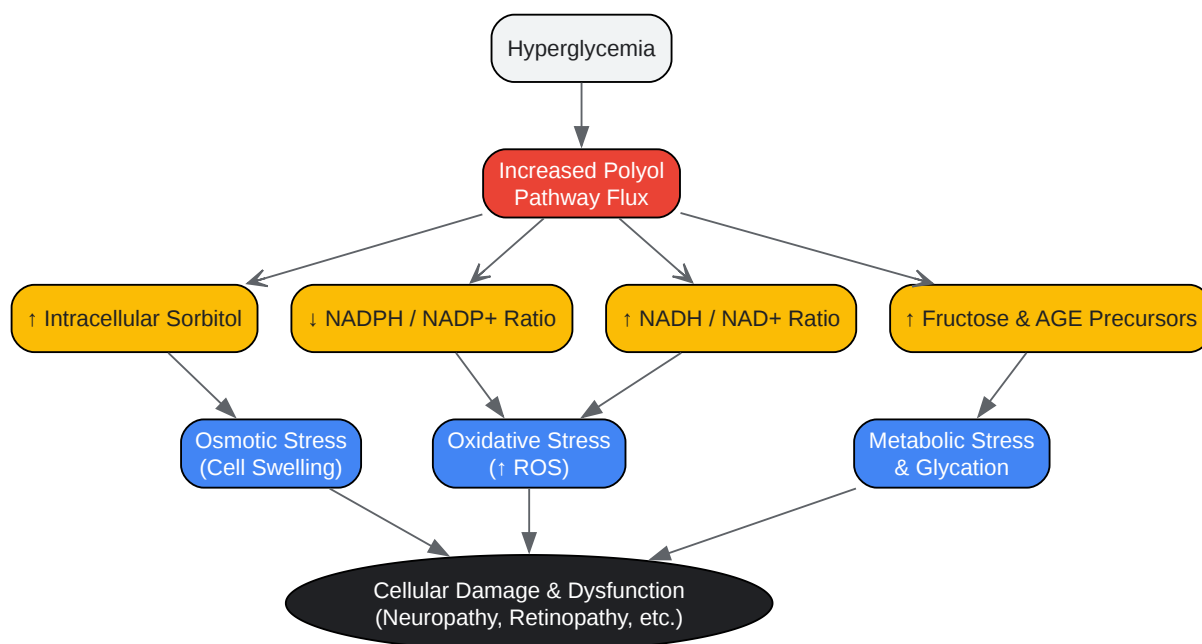 Hyperglycemia
Increased Polyol
Pathway Flux
↑ Intracellular Sorbitol
↓ NADPH / NADP+ Ratio
↑ NADH / NAD+ Ratio
↑ Fructose & AGE Precursors
Osmotic Stress
(Cell Swelling)
Oxidative Stress
(↑ ROS)
Metabolic Stress
& Glycation
Cellular Damage & Dysfunction
(Neuropathy, Retinopathy, etc.)